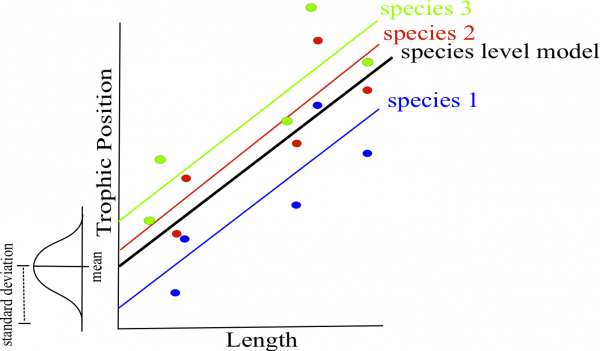 species 3
species 2
species level model
species 1
Trophic Position
mean
standard deviation
Length